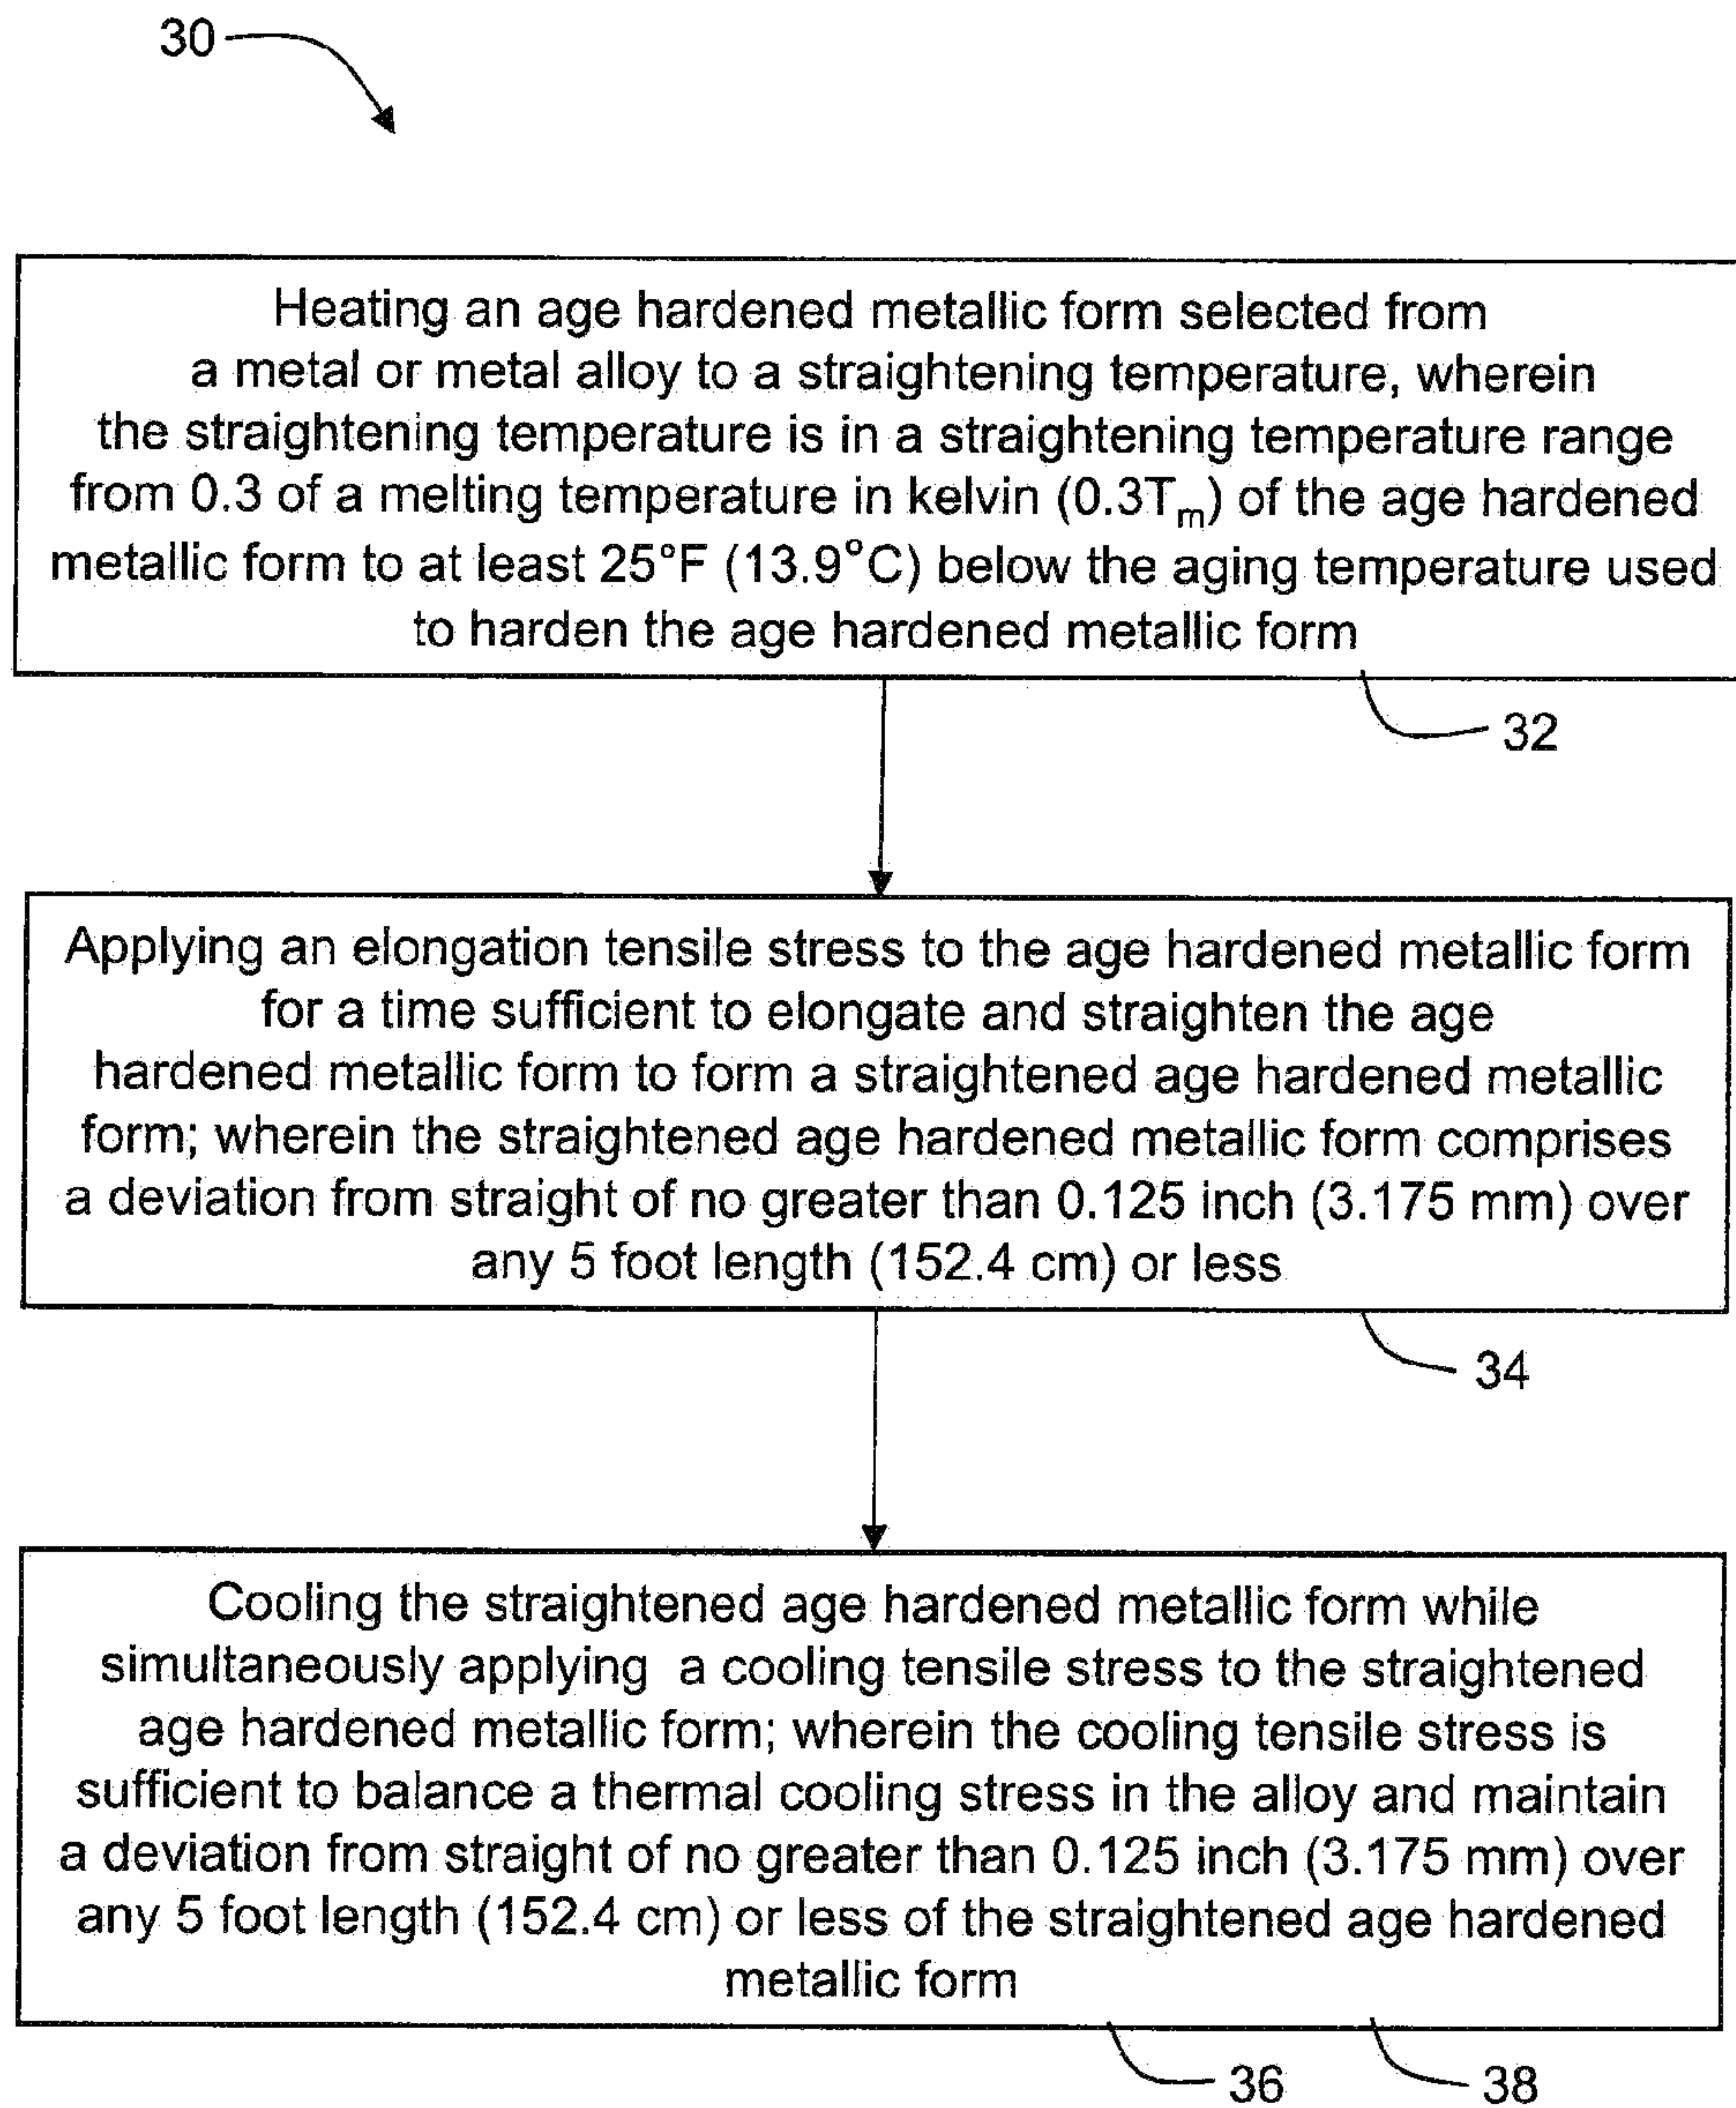 30
Heating an age hardened metallic form selected from
a metal or metal alloy to a straightening temperature, wherein
the straightening temperature is in a straightening temperature range
from 0.3 of a melting temperature in kelvin (0.3Tm) of the age hardened
metallic form to at least 25°F (13.9°C) below the aging temperature used
to harden the age hardened metallic form
32
Applying an elongation tensile stress to the age hardened metallic form
for a time sufficient to elongate and straighten the age
hardened metallic form to form a straightened age hardened metallic
form; wherein the straightened age hardened metallic form comprises
a deviation from straight of no greater than 0.125 inch (3.175 mm) over
any 5 foot length (152.4 cm) or less
34
Cooling the straightened age hardened metallic form while
simultaneously applying a cooling tensile stress to the straightened
age hardened metallic form; wherein the cooling tensile stress is
sufficient to balance a thermal cooling stress in the alloy and maintain
a deviation from straight of no greater than 0.125 inch (3.175 mm) over
any 5 foot length (152.4 cm) or less of the straightened age hardened
metallic form
36 38